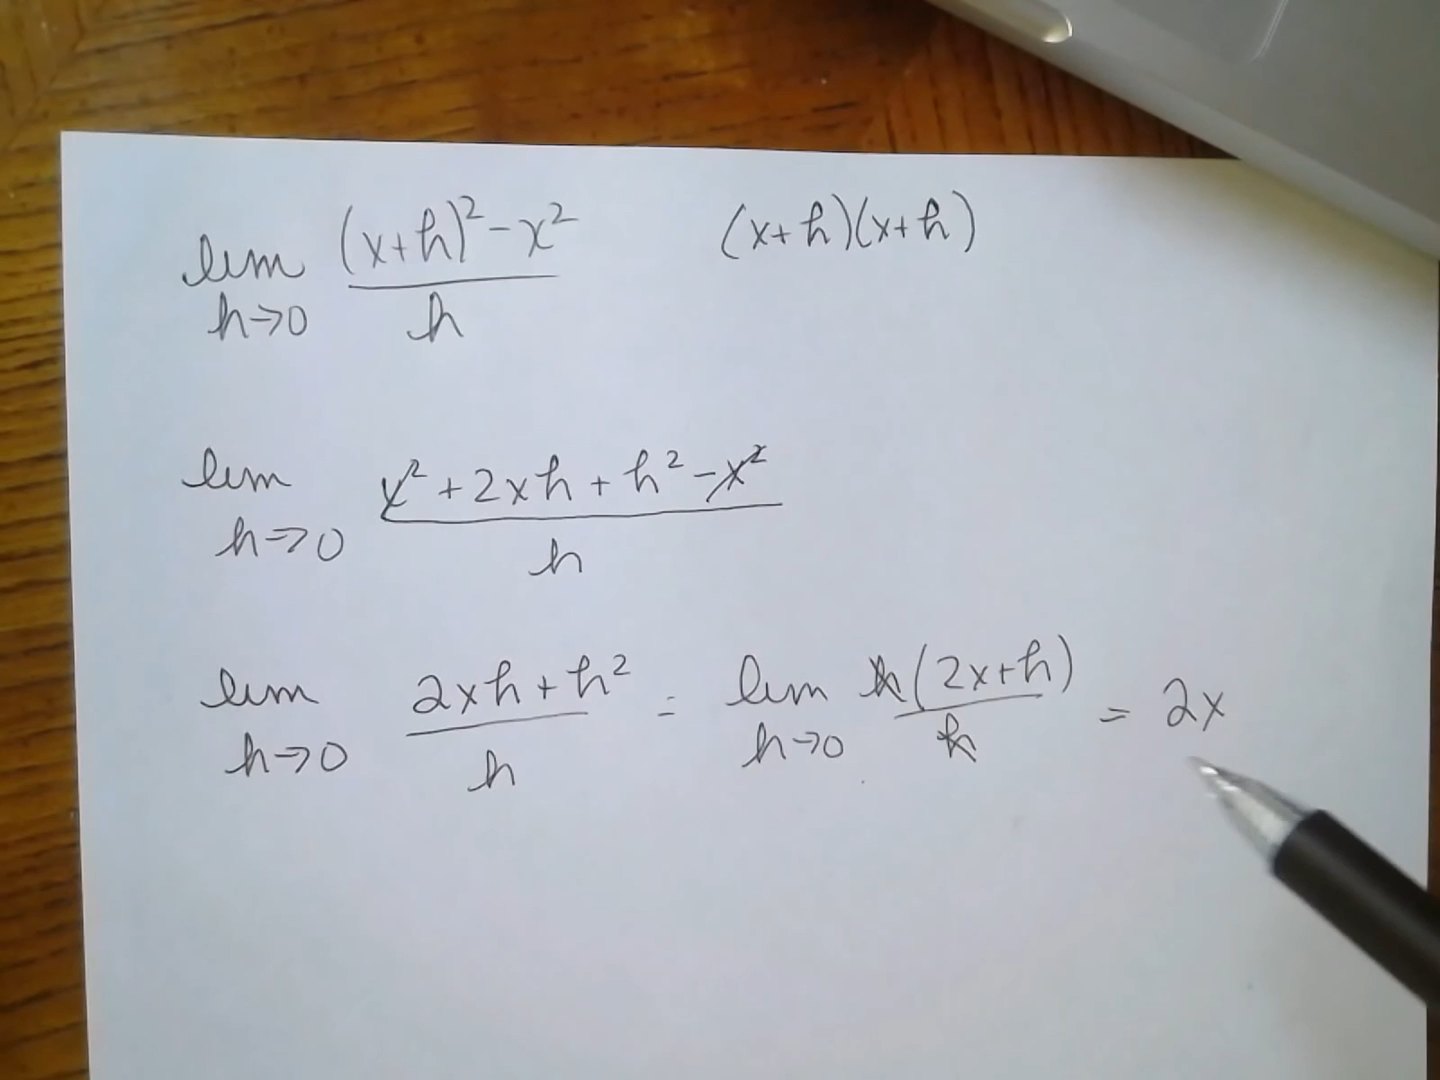 lim (x+h)² - x² / h (x+h)(x+h)
h→0
lim x² + 2xh + h² - x² / h
h→0
lim 2xh + h² / h = lim h(2x+h) / h = 2x
h→0 h→0